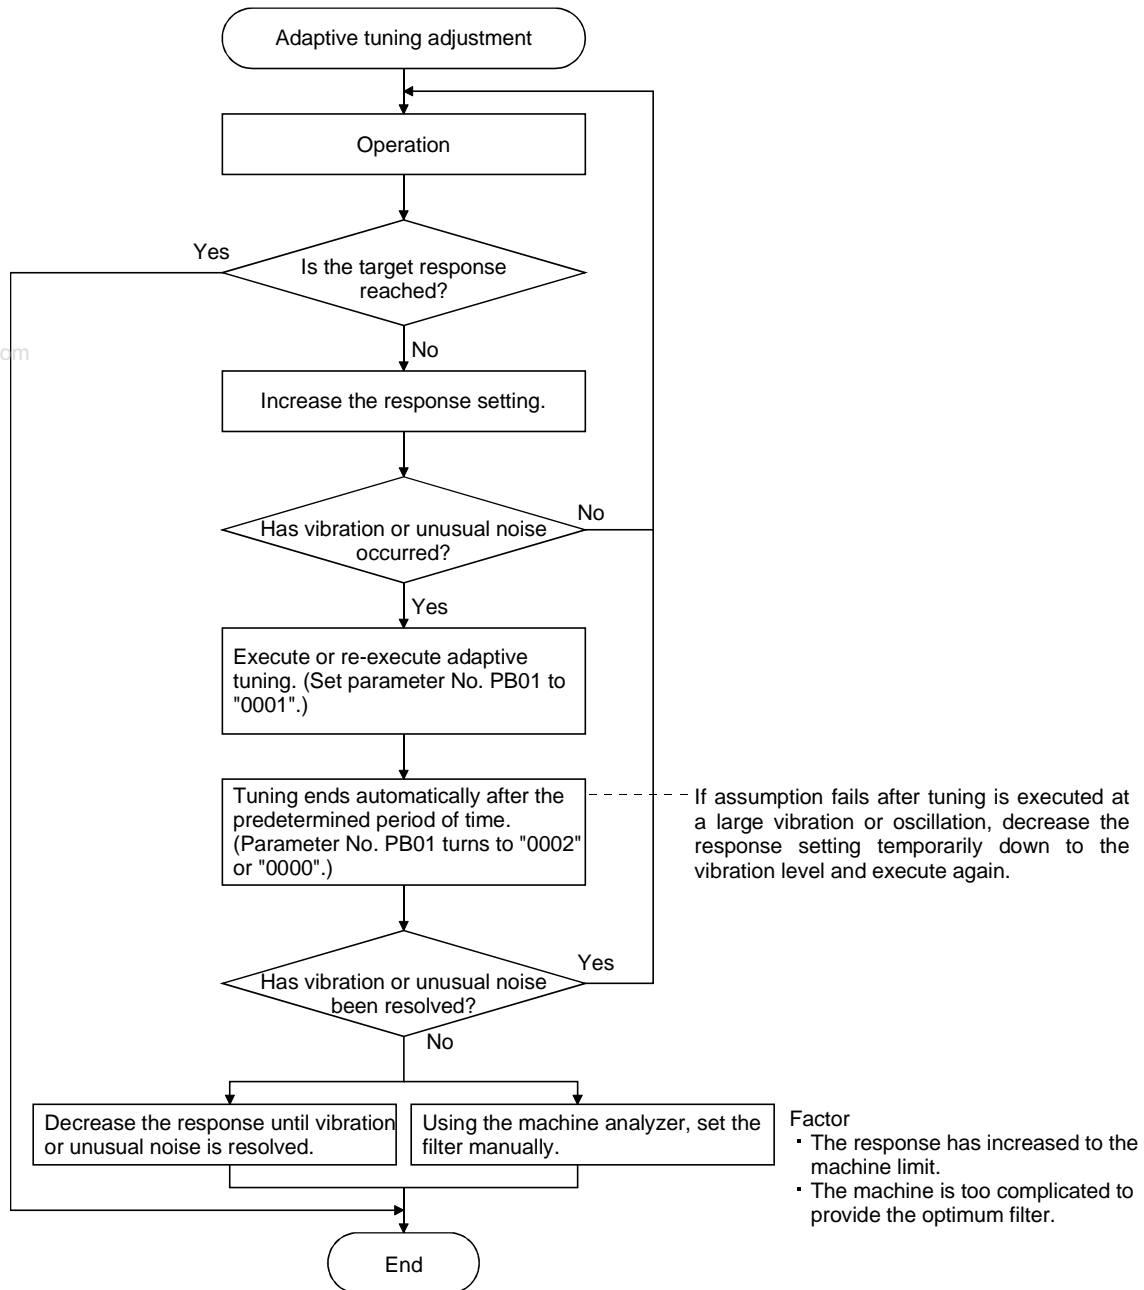 Adaptive tuning adjustment
Operation
Yes
Is the target response
reached?
om
No
Increase the response setting.
Has vibration or unusual noise
occurred?
No
Yes
Execute or re-execute adaptive
tuning. (Set parameter No. PB01 to
"0001".)
Tuning ends automatically after the
predetermined period of time.
(Parameter No. PB01 turns to "0002"
or "0000".)
If assumption fails after tuning is executed at
a large vibration or oscillation, decrease the
response setting temporarily down to the
vibration level and execute again.
Has vibration or unusual noise
been resolved?
Yes
No
Decrease the response until vibration
or unusual noise is resolved.
Using the machine analyzer, set the
filter manually.
Factor
· The response has increased to the
machine limit.
· The machine is too complicated to
provide the optimum filter.
End